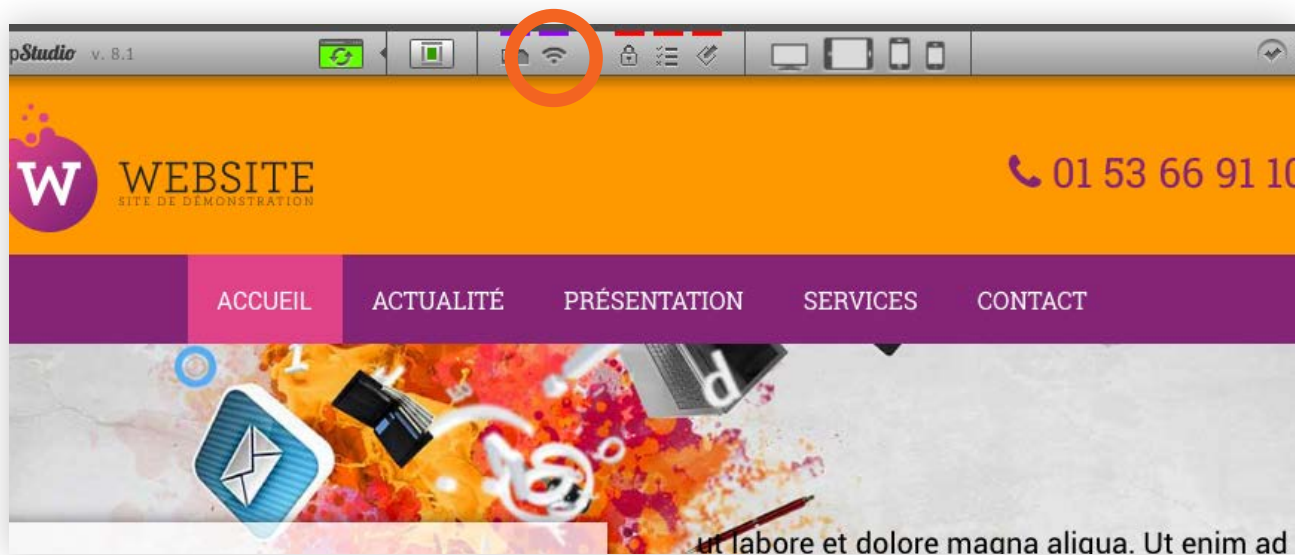 pStudio v. 8.1
W
WEBSITE
SITE DE DÉMONSTRATION
01 53 66 91 10
ACCUEIL ACTUALITÉ PRÉSENTATION SERVICES CONTACT
ut labore et dolore magna aliqua. Ut enim ad